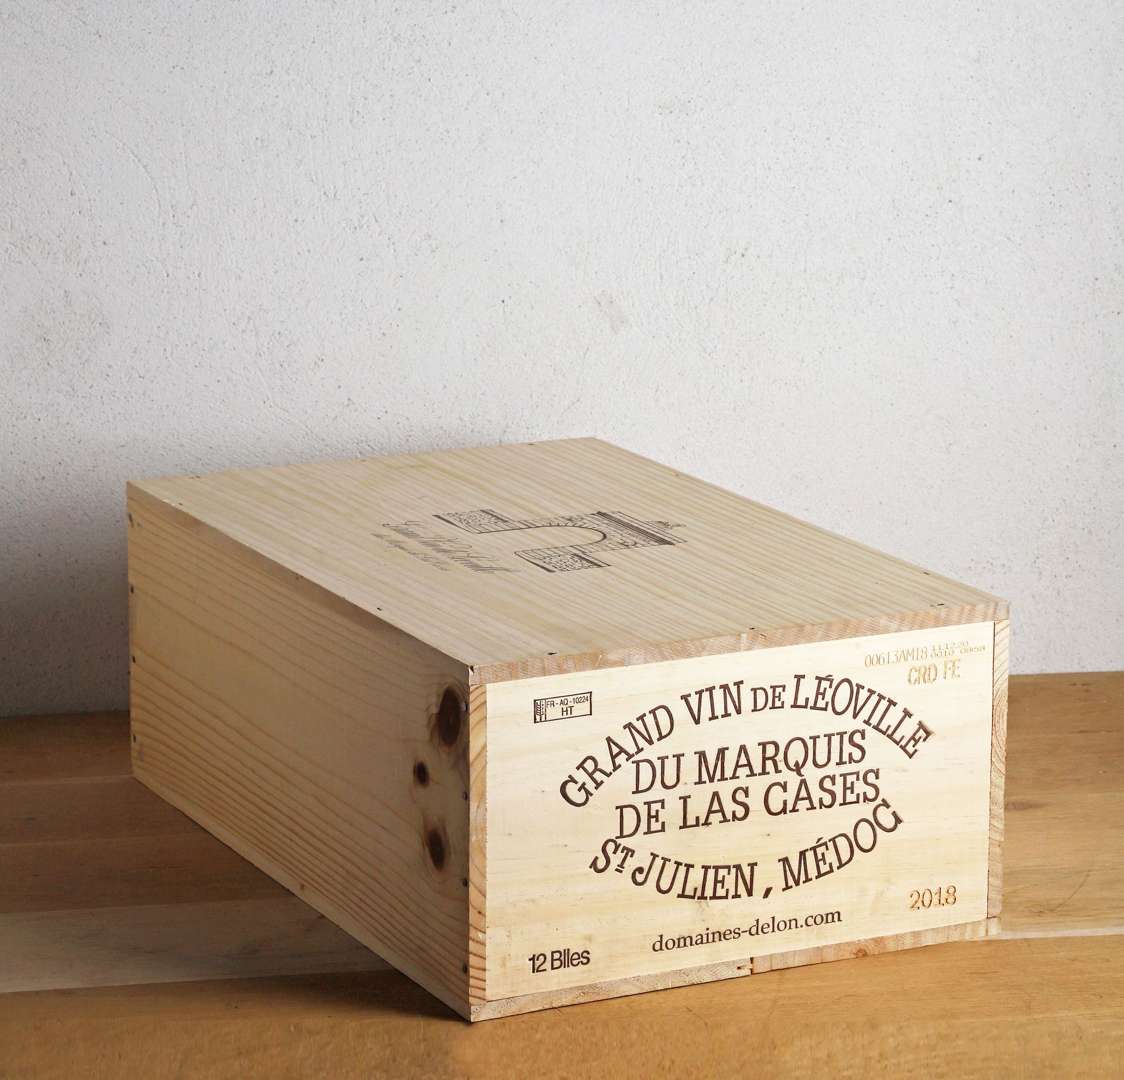 00613AM18
CRD FE
FR - AQ - 10224
HT
GRAND VIN DE LÉOVILLE
DU MARQUIS
DE LAS CASES
ST JULIEN, MÉDOC
2018
domaines-delon.com
12 Blles